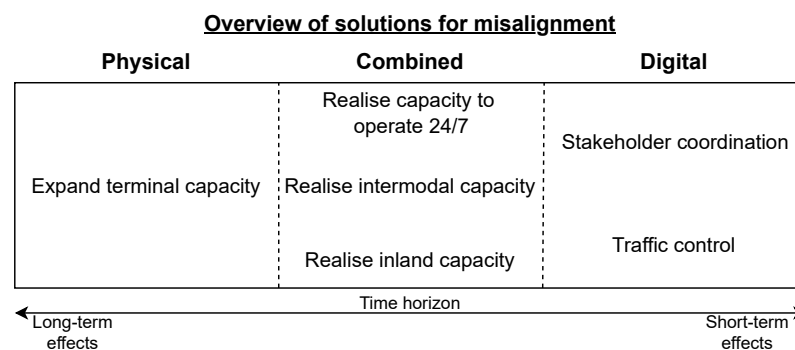 Overview of solutions for misalignment
Physical
Combined
Digital
Realise capacity to
operate 24/7
Stakeholder coordination
Expand terminal capacity
Realise intermodal capacity
Traffic control
Realise inland capacity
Time horizon
Long-term
effects
Short-term
effects